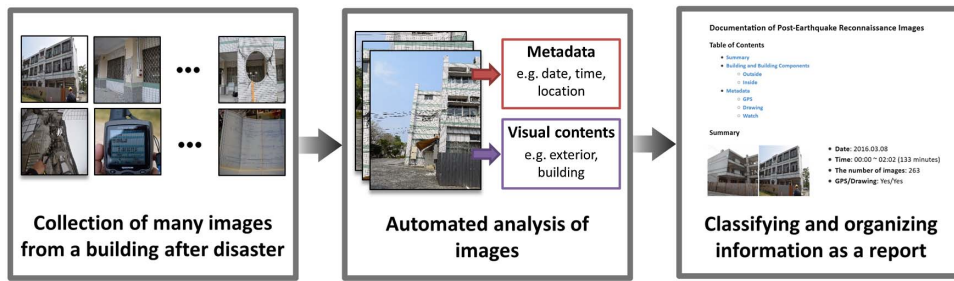 Collection of many images
from a building after disaster
Metadata
e.g. date, time,
location
Visual contents
e.g. exterior,
building
Automated analysis of
images
Documentation of Post-Earthquake Reconnaissance Images
Table of Contents
Summary
Building and Building Components
Outside
Inside
Metadata
GPS
Drawing
Watch
Summary
Date: 2016.03.08
Time: 00:00 ~ 02:02 (133 minutes)
The number of images: 263
GPS/Drawing: Yes/Yes
Classifying and organizing
information as a report